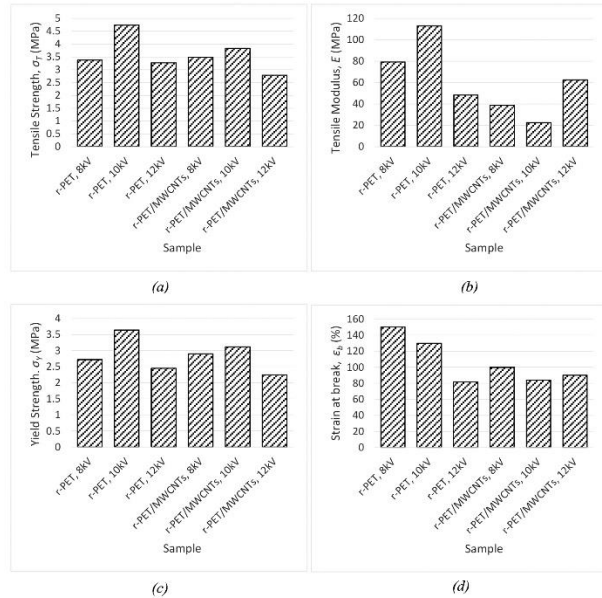 Tensile Strength, σT (MPa)
5
4.5
4
3.5
3
2.5
2
1.5
1
0.5
0
r-PET, 8kV
r-PET, 10kV
r-PET, 12kV
r-PET/MWCNTs, 8kV
r-PET/MWCNTs, 10kV
r-PET/MWCNTs, 12kV
Sample
(a)
Tensile Modulus, E (MPa)
120
100
80
60
40
20
0
r-PET, 8kV
r-PET, 10kV
r-PET, 12kV
r-PET/MWCNTs, 8kV
r-PET/MWCNTs, 10kV
r-PET/MWCNTs, 12kV
Sample
(b)
Yield Strength. σy (MPa)
4
3.5
3
2.5
2
1.5
1
0.5
0
r-PET, 8kV
r-PET, 10kV
r-PET, 12kV
r-PET/MWCNTs, 8kV
r-PET/MWCNTs, 10kV
r-PET/MWCNTs, 12kV
Sample
(c)
Strain at break, εb (%)
160
140
120
100
80
60
40
20
0
r-PET, 8kV
r-PET, 10kV
r-PET, 12kV
r-PET/MWCNTs, 8kV
r-PET/MWCNTs, 10kV
r-PET/MWCNTs, 12kV
Sample
(d)